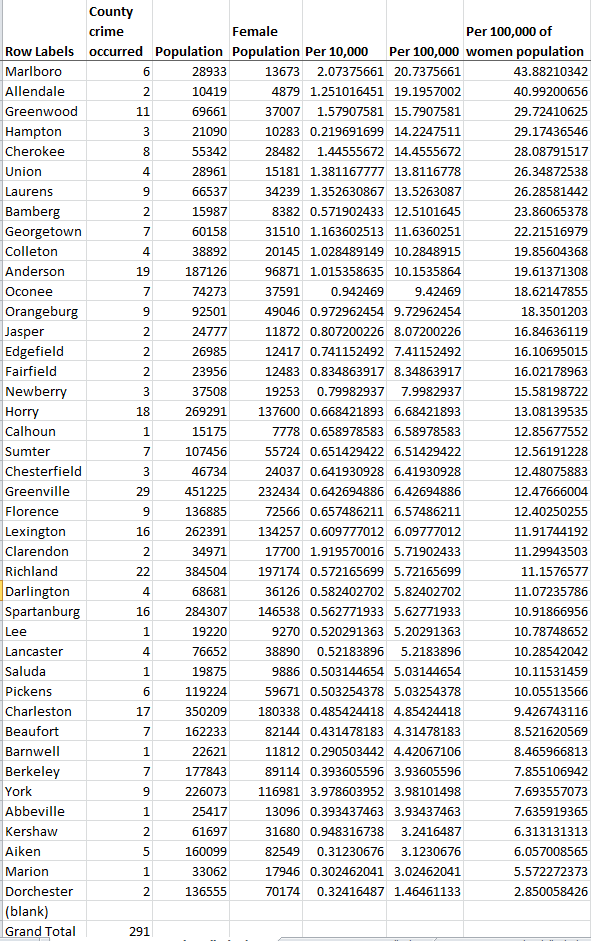 County
crime
Female
Per 100,000 of
Row Labels occurred Population Population Per 10,000 Per 100,000 women population
Marlboro 6 28933 13673 2.07375661 20.7375661 43.88210342
Allendale 2 10419 4879 1.251016451 19.1957002 40.99200656
Greenwood 11 69661 37007 1.57907581 15.7907581 29.72410625
Hampton 3 21090 10283 0.219691699 14.2247511 29.17436546
Cherokee 8 55342 28482 1.44555672 14.4555672 28.08791517
Union 4 28961 15181 1.381167777 13.8116778 26.34872538
Laurens 9 66537 34239 1.352630867 13.5263087 26.28581442
Bamberg 2 15987 8382 0.571902433 12.5101645 23.86065378
Georgetown 7 60158 31510 1.163602513 11.6360251 22.21516979
Colleton 4 38892 20145 1.028489149 10.2848915 19.85604368
Anderson 19 187126 96871 1.015358635 10.1535864 19.61371308
Oconee 7 74273 37591 0.942469 9.42469 18.62147855
Orangeburg 9 92501 49046 0.972962454 9.72962454 18.3501203
Jasper 2 24777 11872 0.807200226 8.07200226 16.84636119
Edgefield 2 26985 12417 0.741152492 7.41152492 16.10695015
Fairfield 2 23956 12483 0.834863917 8.34863917 16.02178963
Newberry 3 37508 19253 0.79982937 7.9982937 15.58198722
Horry 18 269291 137600 0.668421893 6.68421893 13.08139535
Calhoun 1 15175 7778 0.658978583 6.58978583 12.85677552
Sumter 7 107456 55724 0.651429422 6.51429422 12.56191228
Chesterfield 3 46734 24037 0.641930928 6.41930928 12.48075883
Greenville 29 451225 232434 0.642694886 6.42694886 12.47666004
Florence 9 136885 72566 0.657486211 6.57486211 12.40250255
Lexington 16 262391 134257 0.609777012 6.09777012 11.91744192
Clarendon 2 34971 17700 1.919570016 5.71902433 11.29943503
Richland 22 384504 197174 0.572165699 5.72165699 11.1576577
Darlington 4 68681 36126 0.582402702 5.82402702 11.07235786
Spartanburg 16 284307 146538 0.562771933 5.62771933 10.91866956
Lee 1 19220 9270 0.520291363 5.20291363 10.78748652
Lancaster 4 76652 38890 0.52183896 5.2183896 10.28542042
Saluda 1 19875 9886 0.503144654 5.03144654 10.11531459
Pickens 6 119224 59671 0.503254378 5.03254378 10.05513566
Charleston 17 350209 180338 0.485424418 4.85424418 9.426743116
Beaufort 7 162233 82144 0.431478183 4.31478183 8.521620569
Barnwell 1 22621 11812 0.290503442 4.42067106 8.465966813
Berkeley 7 177843 89114 0.393605596 3.93605596 7.855106942
York 9 226073 116981 3.978603952 3.98101498 7.693557073
Abbeville 1 25417 13096 0.393437463 3.93437463 7.635919365
Kershaw 2 61697 31680 0.948316738 3.2416487 6.313131313
Aiken 5 160099 82549 0.31230676 3.1230676 6.057008565
Marion 1 33062 17946 0.302462041 3.02462041 5.572272373
Dorchester 2 136555 70174 0.32416487 1.46461133 2.850058426
(blank)
Grand Total 291